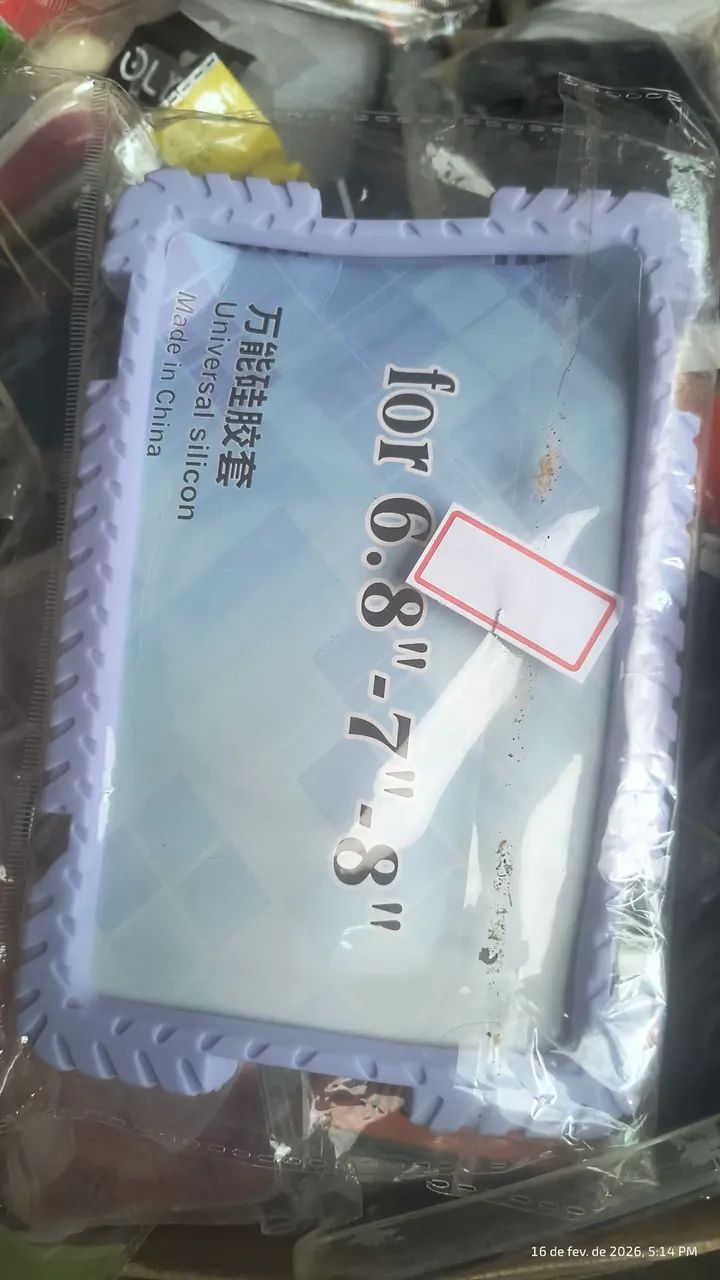 万能硅胶套
Universal silicon
Made in China
for 6.8"-7"-8"
16 de fev. de 2026, 5:14 PM